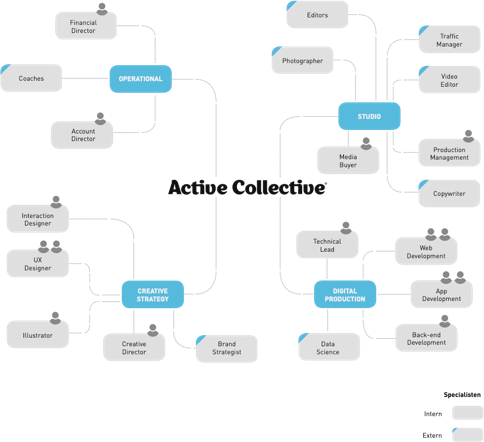 Financial
Director
Coaches
OPERATIONAL
Account
Director
Editors
Photographer
Traffic
Manager
Video
Editor
STUDIO
Production
Management
Media
Buyer
Copywriter
Active Collective
Interaction
Designer
UX
Designer
CREATIVE
STRATEGY
Illustrator
Creative
Director
Brand
Strategist
Technical
Lead
Web
Development
DIGITAL
PRODUCTION
App
Development
Data
Science
Back-end
Development
Specialisten
Intern
Extern